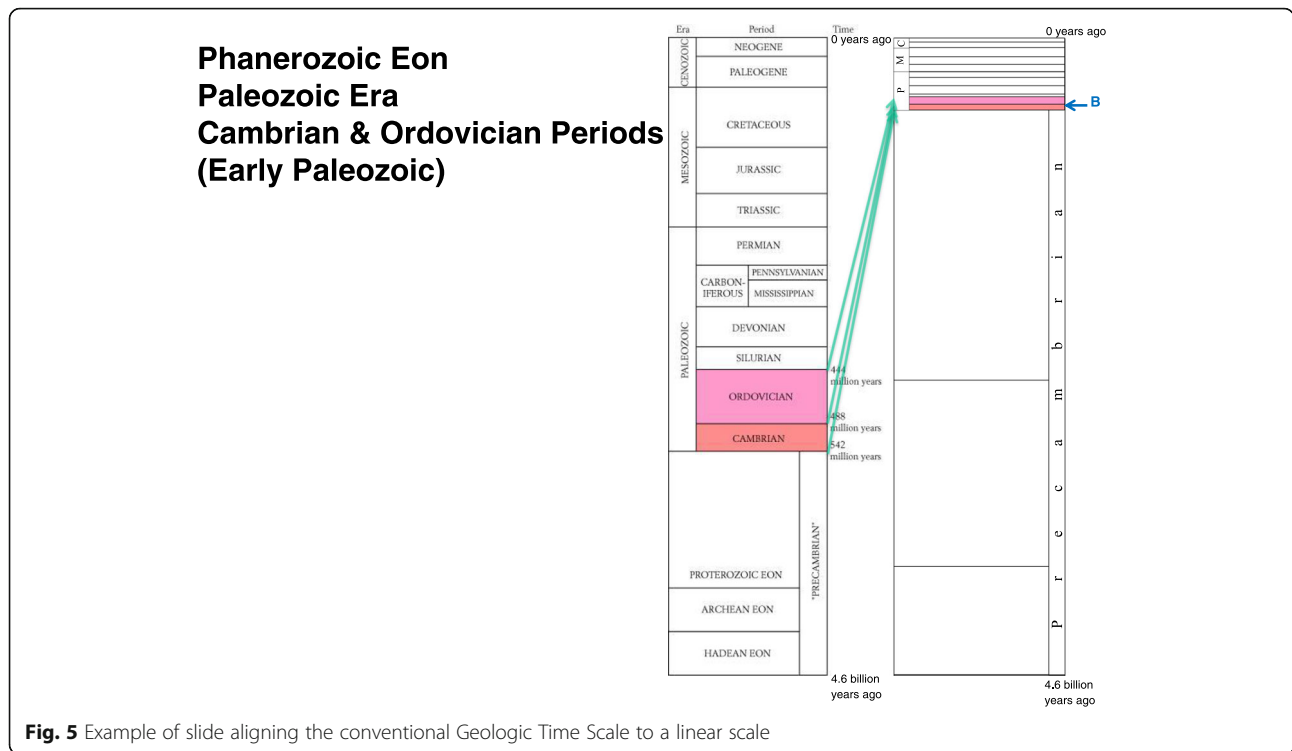 Phanerozoic Eon
Paleozoic Era
Cambrian & Ordovician Periods
(Early Paleozoic)
Era Period Time
0 years ago
CENOZOIC
NEOGENE
PALEOGENE
MESOZOIC
CRETACEOUS
JURASSIC
TRIASSIC
PALEOZOIC
PERMIAN
CARBON-
IFEROUS
PENNSYLVANIAN
MISSISSIPPIAN
DEVONIAN
SILURIAN
444
million years
ORDOVICIAN
488
million years
CAMBRIAN
542
million years
"PRECAMBRIAN"
PROTEROZOIC EON
ARCHEAN EON
HADEAN EON
4.6 billion
years ago
0 years ago
C
M
P
B
Precambrian
4.6 billion
years ago
Fig. 5 Example of slide aligning the conventional Geologic Time Scale to a linear scale